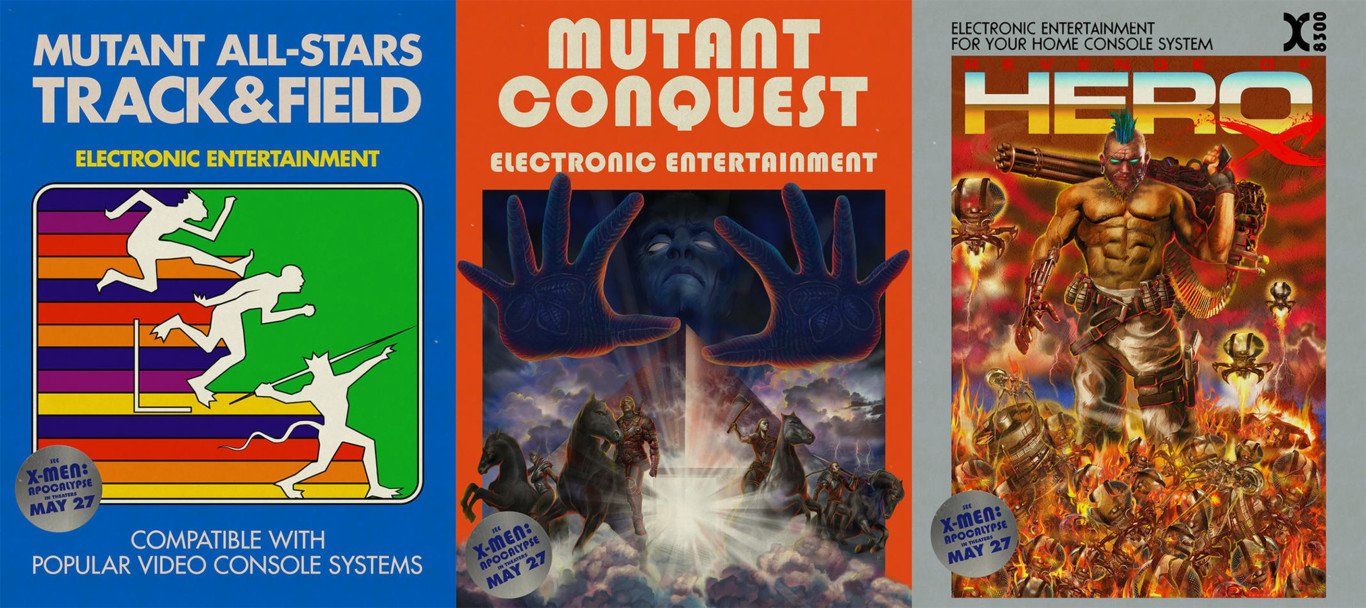 MUTANT ALL-STARS
TRACK&FIELD
ELECTRONIC ENTERTAINMENT
SEE
X-MEN:
APOCALYPSE
IN THEATERS
MAY 27
COMPATIBLE WITH
POPULAR VIDEO CONSOLE SYSTEMS
MUTANT
CONQUEST
ELECTRONIC ENTERTAINMENT
SEE
X-MEN:
APOCALYPSE
IN THEATERS
MAY 27
ELECTRONIC ENTERTAINMENT
FOR YOUR HOME CONSOLE SYSTEM
X
8300
REVENGE OF
HERO
X
SEE
X-MEN:
APOCALYPSE
IN THEATERS
MAY 27